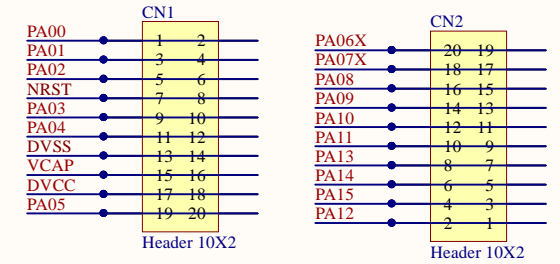 CN1
PA00 1 2
PA01 3 4
PA02 5 6
NRST 7 8
PA03 9 10
PA04 11 12
DVSS 13 14
VCAP 15 16
DVCC 17 18
PA05 19 20
Header 10X2
CN2
PA06X 20 19
PA07X 18 17
PA08 16 15
PA09 14 13
PA10 12 11
PA11 10 9
PA13 8 7
PA14 6 5
PA15 4 3
PA12 2 1
Header 10X2